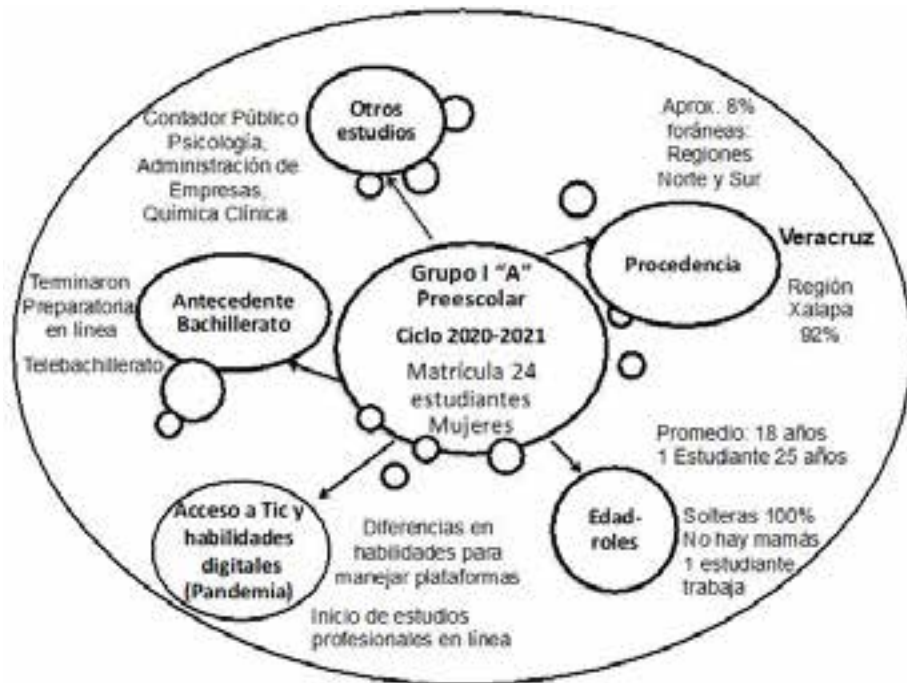 Otros
estudios
Contador Público
Psicología,
Administración de
Empresas,
Química Clínica
Aprox. 8%
foráneas:
Regiones
Norte y Sur
Procedencia
Veracruz
Región
Xalapa
92%
Grupo I "A"
Preescolar
Ciclo 2020-2021
Matrícula 24
estudiantes
Mujeres
Antecedente
Bachillerato
Terminaron
Preparatoria
en línea
Telebachillerato
Acceso a Tic y
habilidades
digitales
(Pandemia)
Diferencias en
habilidades para
manejar plataformas
Inicio de estudios
profesionales en línea
Edad-
roles
Promedio: 18 años
1 Estudiante 25 años
Solteras 100%
No hay mamás
1 estudiante
trabaja